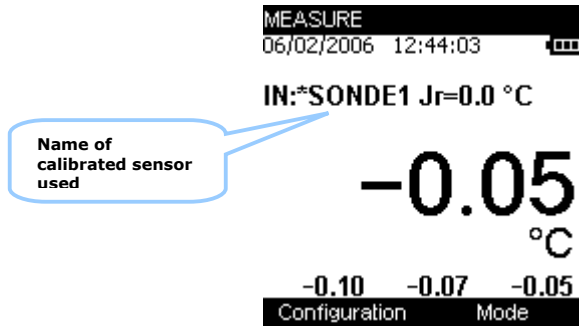 MEASURE
06/02/2006 12:44:03
IN:*SONDE1 Jr=0.0 °C
Name of
calibrated sensor
used
-0.05
°C
-0.10 -0.07 -0.05
Configuration Mode